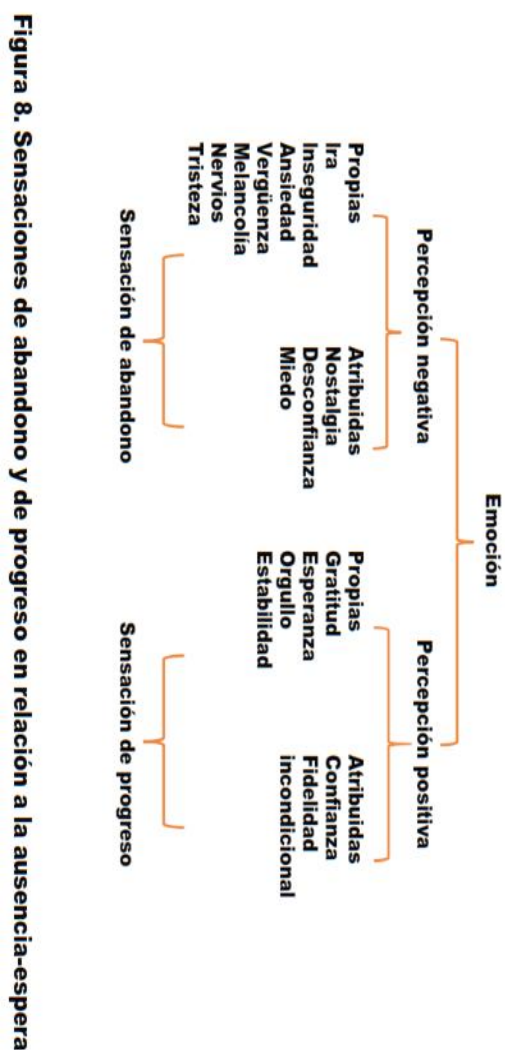 Emoción
Percepción negativa
Percepción positiva
Propias
Ira
Inseguridad
Ansiedad
Vergüenza
Melancolía
Nervios
Tristeza
Atribuidas
Nostalgia
Desconfianza
Miedo
Propias
Gratitud
Esperanza
Orgullo
Estabilidad
Atribuidas
Confianza
Fidelidad
incondicional
Sensación de abandono
Sensación de progreso
Figura 8. Sensaciones de abandono y de progreso en relación a la ausencia-espera